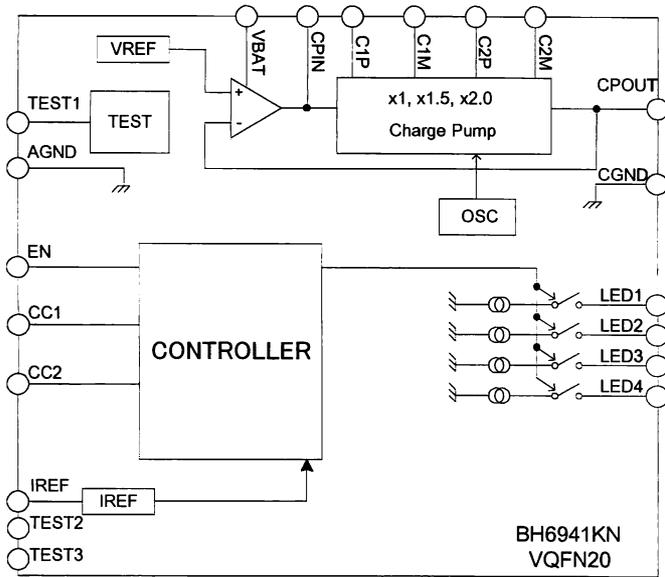 VBAT
CPIN
C1P
C1M
C2P
C2M
VREF
+
-
x1, x1.5, x2.0
Charge Pump
CPOUT
TEST1
TEST
AGND
CGND
OSC
EN
CC1
CC2
CONTROLLER
LED1
LED2
LED3
LED4
IREF
IREF
TEST2
TEST3
BH6941KN
VQFN20